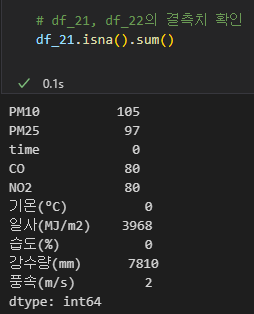 # df_21, df_22의 결측치 확인
df_21.isna().sum()
0.1s
PM10 105
PM25 97
time 0
CO 80
NO2 80
기온(°C) 0
일사(MJ/m2) 3968
습도(%) 0
강수량(mm) 7810
풍속(m/s) 2
dtype: int64